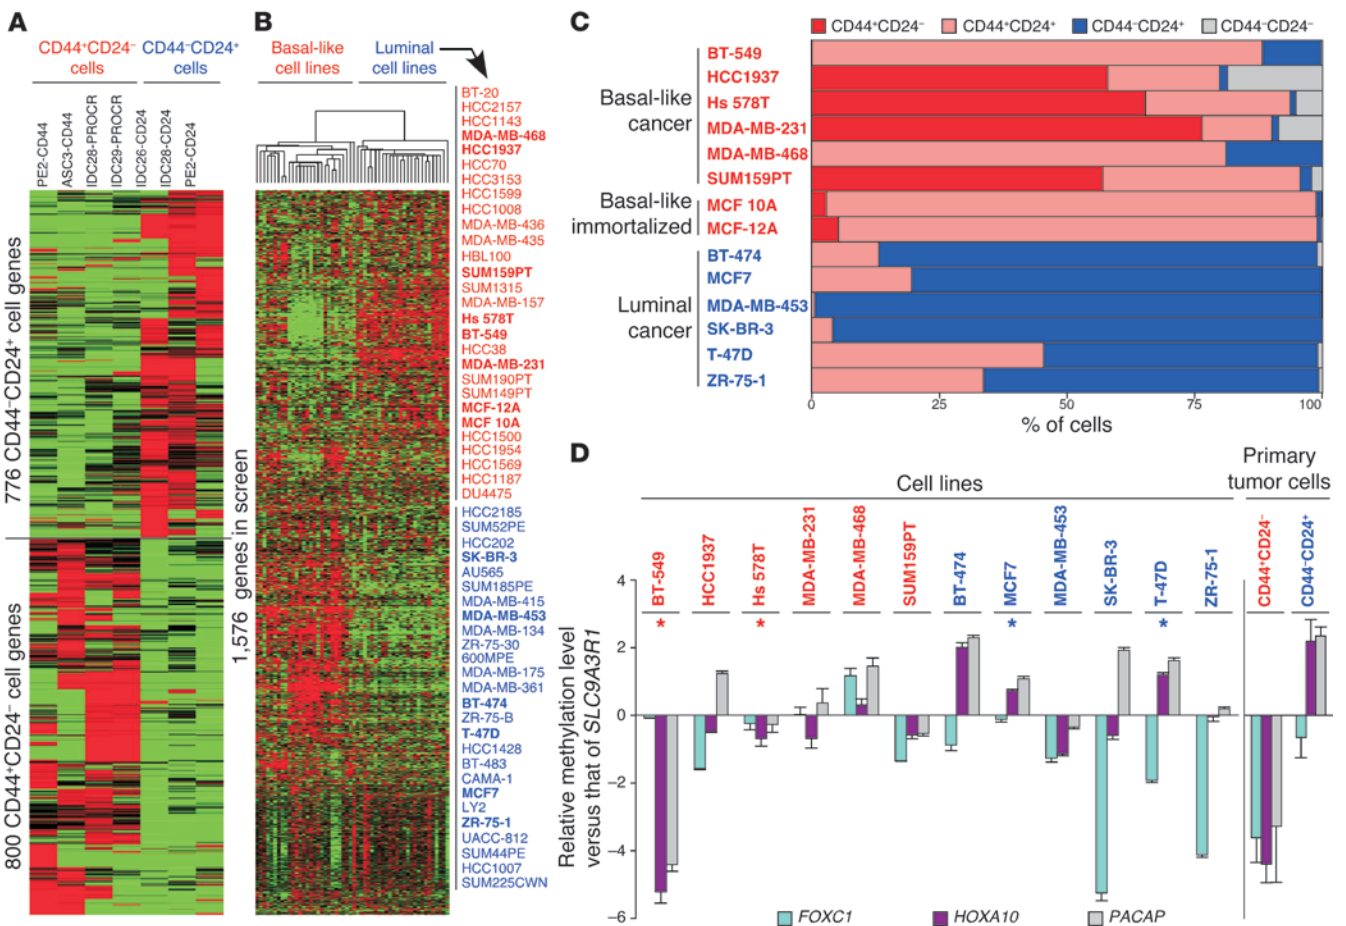 A
CD44+CD24−
cells
CD44−CD24+
cells
PE2-CD44
ASC3-CD44
IDC28-PROCR
IDC29-PROCR
IDC26-CD24
IDC28-CD24
PE2-CD24
776 CD44−CD24+ cell genes
800 CD44+CD24− cell genes
B
Basal-like
cell lines
Luminal
cell lines
1,576 genes in screen
BT-20
HCC2157
HCC1143
MDA-MB-468
HCC1937
HCC70
HCC3153
HCC1599
HCC1008
MDA-MB-436
MDA-MB-435
HBL100
SUM159PT
SUM1315
MDA-MB-157
Hs 578T
BT-549
HCC38
MDA-MB-231
SUM190PT
SUM149PT
MCF-12A
MCF 10A
HCC1500
HCC1954
HCC1569
HCC1187
DU4475
HCC2185
SUM52PE
HCC202
SK-BR-3
AU565
SUM185PE
MDA-MB-415
MDA-MB-453
MDA-MB-134
ZR-75-30
600MPE
MDA-MB-175
MDA-MB-361
BT-474
ZR-75-B
T-47D
HCC1428
BT-483
CAMA-1
MCF7
LY2
ZR-75-1
UACC-812
SUM44PE
HCC1007
SUM225CWN
C
CD44+CD24− CD44+CD24+ CD44−CD24+ CD44−CD24−
Basal-like
cancer
BT-549
HCC1937
Hs 578T
MDA-MB-231
MDA-MB-468
SUM159PT
Basal-like
immortalized
MCF 10A
MCF-12A
Luminal
cancer
BT-474
MCF7
MDA-MB-453
SK-BR-3
T-47D
ZR-75-1
0 25 50 75 100
% of cells
D
Cell lines
Primary
tumor cells
BT-549
HCC1937
Hs 578T
MDA-MB-231
MDA-MB-468
SUM159PT
BT-474
MCF7
MDA-MB-453
SK-BR-3
T-47D
ZR-75-1
CD44+CD24−
CD44−CD24+
* * * *
Relative methylation level
versus that of SLC9A3R1
4
2
0
−2
−4
−6
FOXC1 HOXA10 PACAP